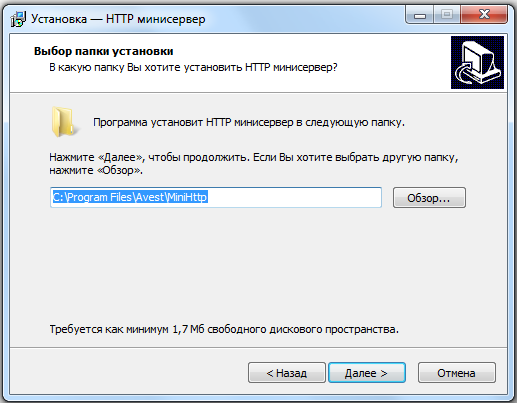 Установка — HTTP минисервер
Выбор папки установки
В какую папку Вы хотите установить HTTP минисервер?
Программа установит HTTP минисервер в следующую папку.
Нажмите «Далее», чтобы продолжить. Если Вы хотите выбрать другую папку,
нажмите «Обзор».
C:\Program Files\Avest\MiniHttp
Обзор...
Требуется как минимум 1,7 Мб свободного дискового пространства.
< Назад
Далее >
Отмена